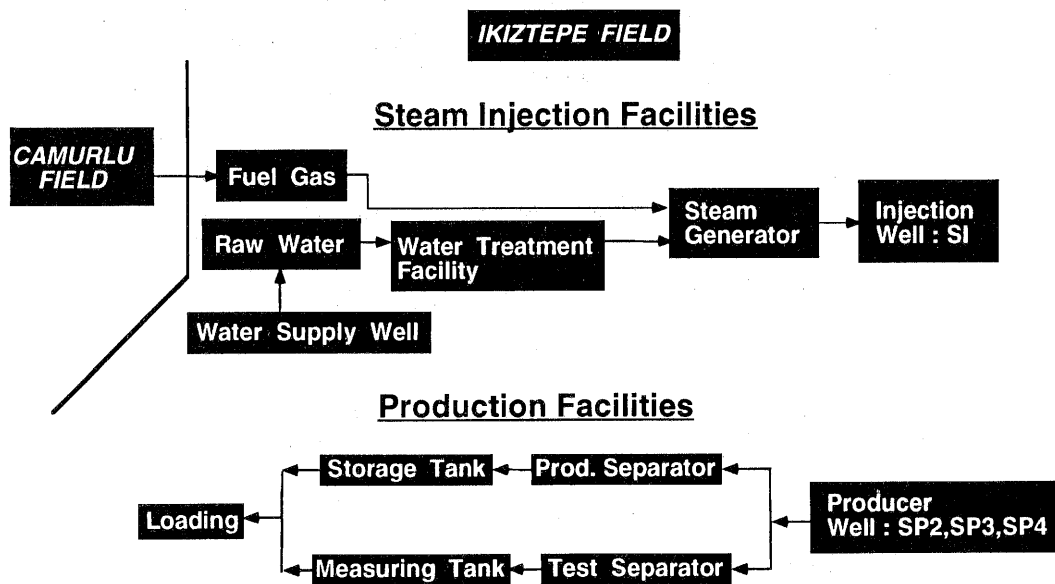 IKIZTEPE FIELD
Steam Injection Facilities
CAMURLU
FIELD
Fuel Gas
Steam
Generator
Injection
Well : SI
Raw Water
Water Treatment
Facility
Water Supply Well
Production Facilities
Storage Tank
Prod. Separator
Loading
Producer
Well : SP2,SP3,SP4
Measuring Tank
Test Separator